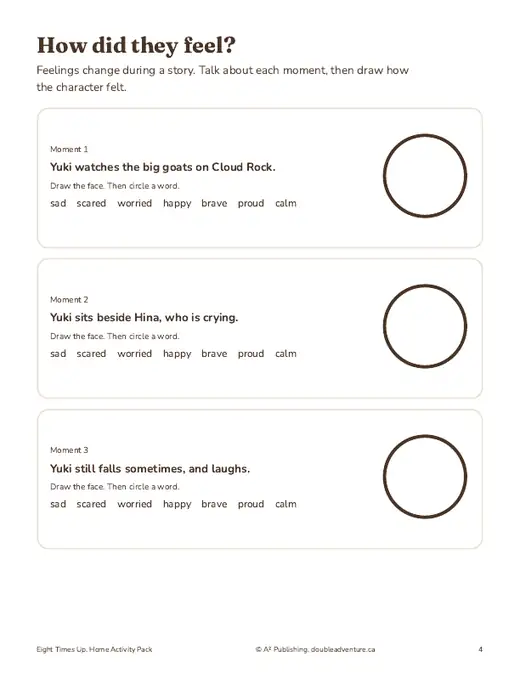 How did they feel?
Feelings change during a story. Talk about each moment, then draw how
the character felt.
Moment 1
Yuki watches the big goats on Cloud Rock.
Draw the face. Then circle a word.
sad scared worried happy brave proud calm
Moment 2
Yuki sits beside Hina, who is crying.
Draw the face. Then circle a word.
sad scared worried happy brave proud calm
Moment 3
Yuki still falls sometimes, and laughs.
Draw the face. Then circle a word.
sad scared worried happy brave proud calm
Eight Times Up. Home Activity Pack
© A² Publishing. doubleadventure.ca
4